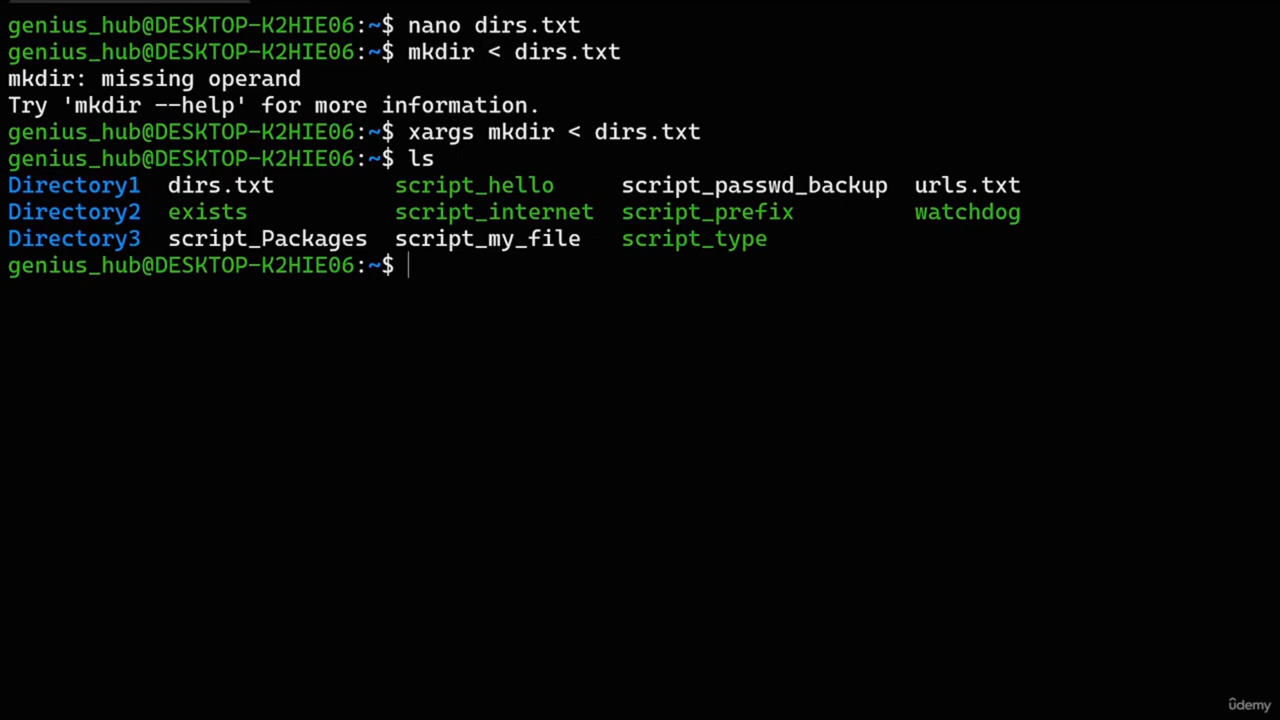 genius_hub@DESKTOP-K2HIE06:~$ nano dirs.txt
genius_hub@DESKTOP-K2HIE06:~$ mkdir < dirs.txt
mkdir: missing operand
Try 'mkdir --help' for more information.
genius_hub@DESKTOP-K2HIE06:~$ xargs mkdir < dirs.txt
genius_hub@DESKTOP-K2HIE06:~$ ls
Directory1  dirs.txt         script_hello     script_passwd_backup  urls.txt
Directory2  exists           script_internet  script_prefix         watchdog
Directory3  script_Packages  script_my_file   script_type
genius_hub@DESKTOP-K2HIE06:~$
ûdemy